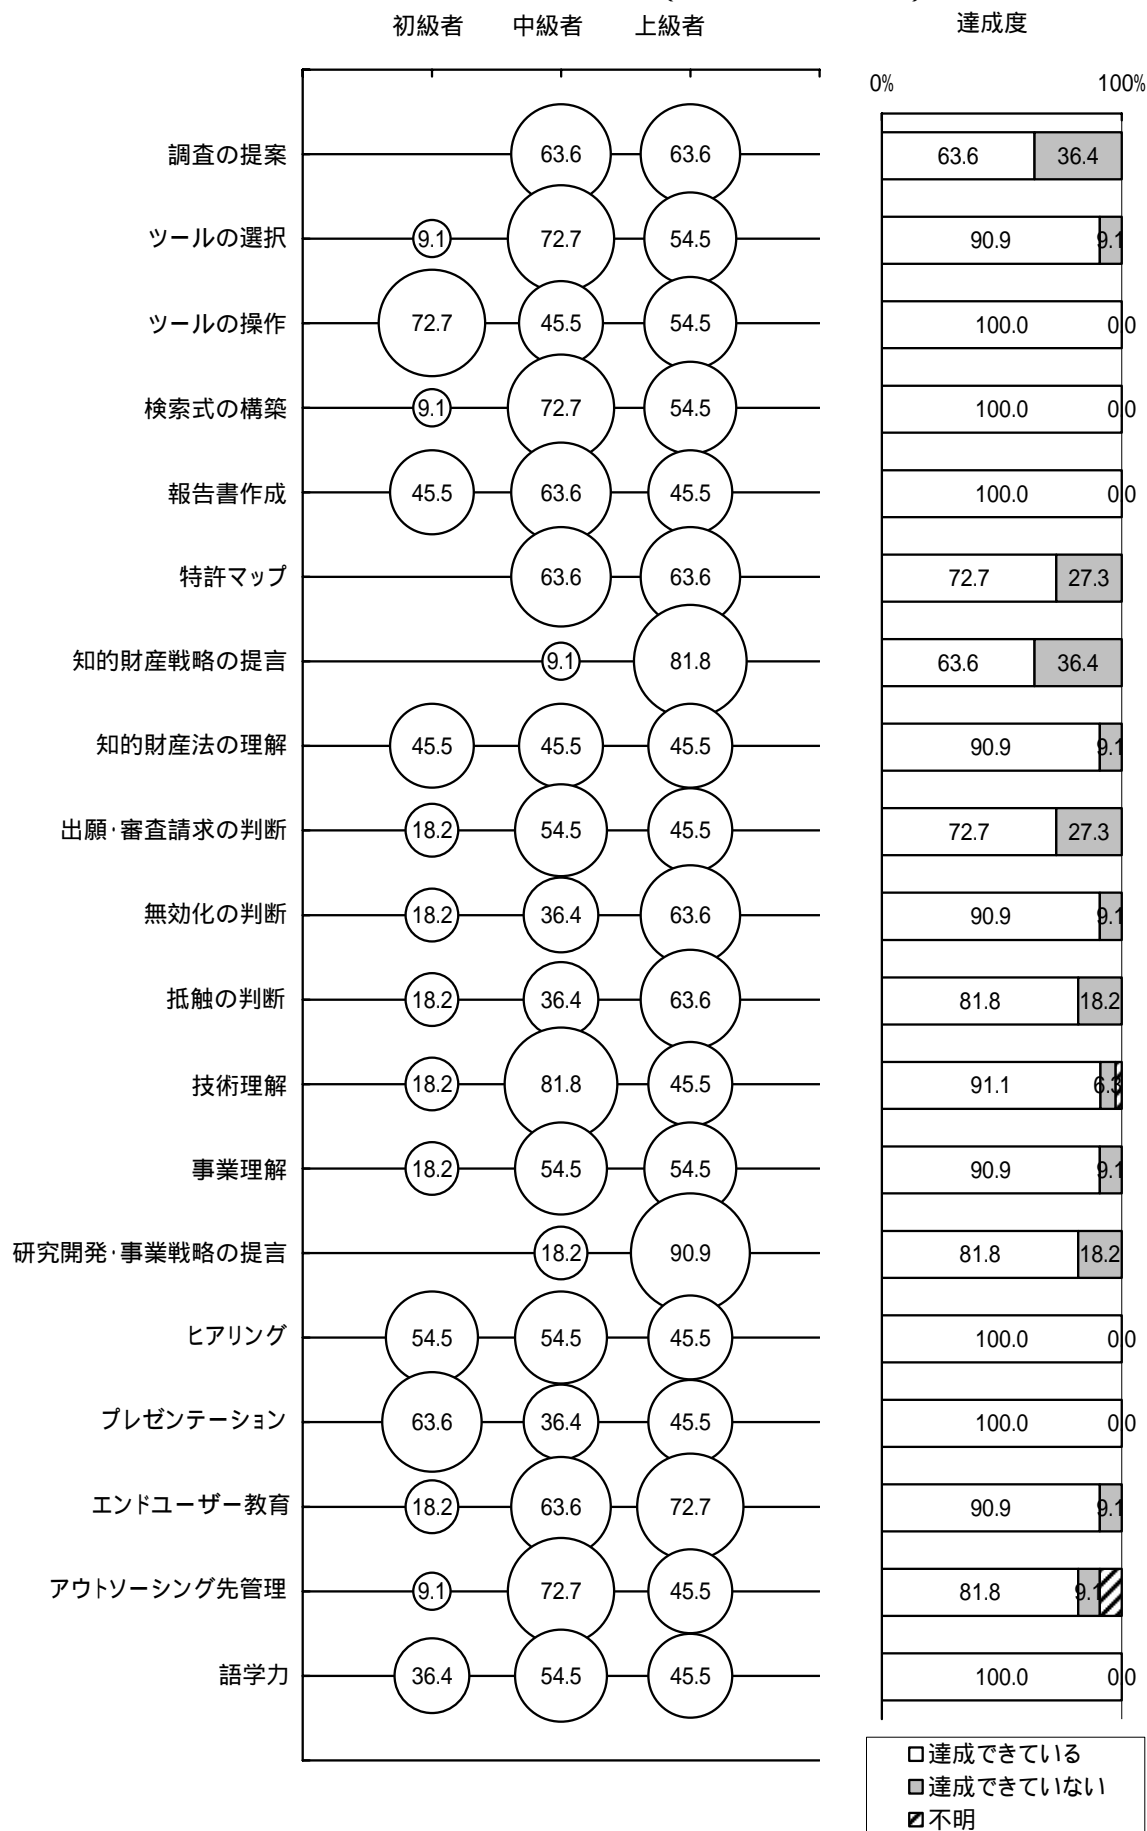 初級者 中級者 上級者 達成度
0% 100%
調査の提案 63.6 63.6 63.6 36.4
ツールの選択 9.1 72.7 54.5 90.9 9.1
ツールの操作 72.7 45.5 54.5 100.0 0.0
検索式の構築 9.1 72.7 54.5 100.0 0.0
報告書作成 45.5 63.6 45.5 100.0 0.0
特許マップ 63.6 63.6 72.7 27.3
知的財産戦略の提言 9.1 81.8 63.6 36.4
知的財産法の理解 45.5 45.5 45.5 90.9 9.1
出願・審査請求の判断 18.2 54.5 45.5 72.7 27.3
無効化の判断 18.2 36.4 63.6 90.9 9.1
抵触の判断 18.2 36.4 63.6 81.8 18.2
技術理解 18.2 81.8 45.5 91.1 6.3
事業理解 18.2 54.5 54.5 90.9 9.1
研究開発・事業戦略の提言 18.2 90.9 81.8 18.2
ヒアリング 54.5 54.5 45.5 100.0 0.0
プレゼンテーション 63.6 36.4 45.5 100.0 0.0
エンドユーザー教育 18.2 63.6 72.7 90.9 9.1
アウトソーシング先管理 9.1 72.7 45.5 81.8 9.1
語学力 36.4 54.5 45.5 100.0 0.0
達成できている
達成できていない
不明